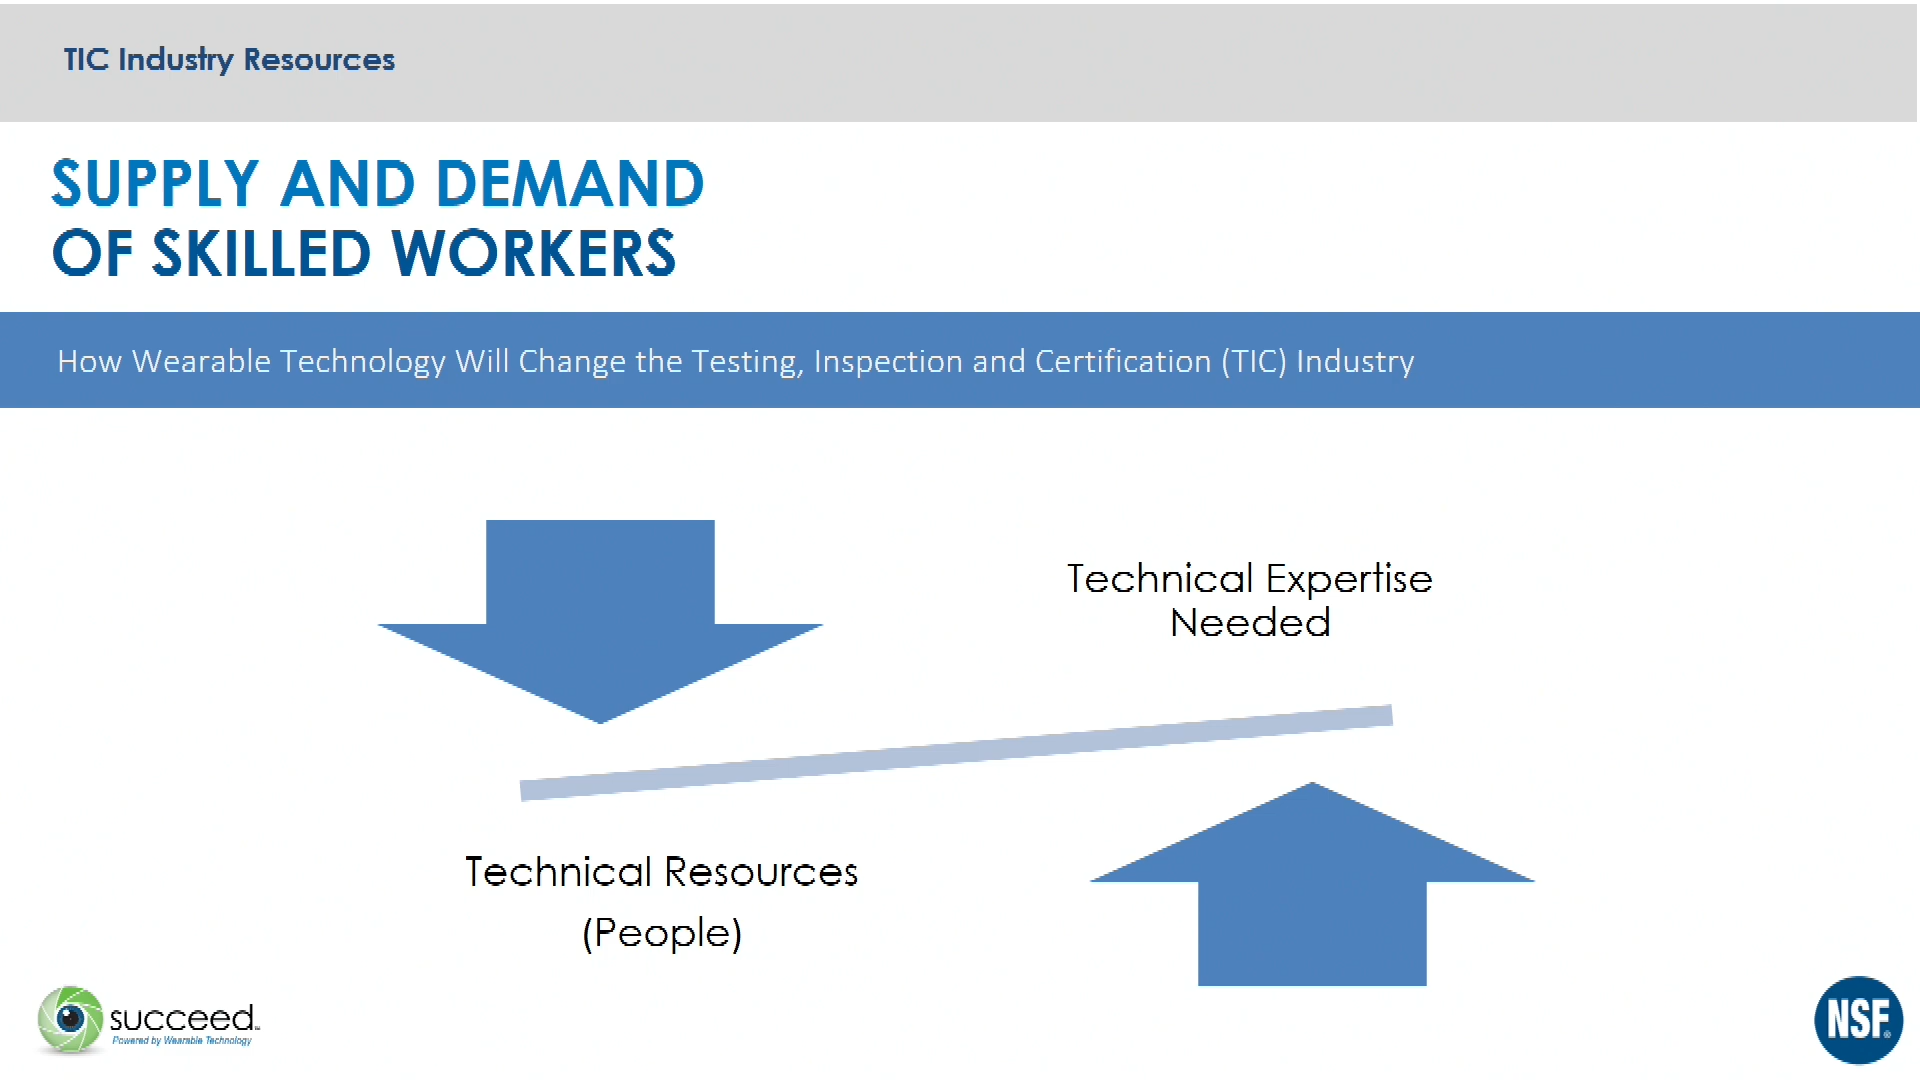 TIC Industry Resources
SUPPLY AND DEMAND
OF SKILLED WORKERS
How Wearable Technology Will Change the Testing, Inspection and Certification (TIC) Industry
Technical Expertise
Needed
Technical Resources
(People)
succeed™
Powered by Wearable Technology
NSF®